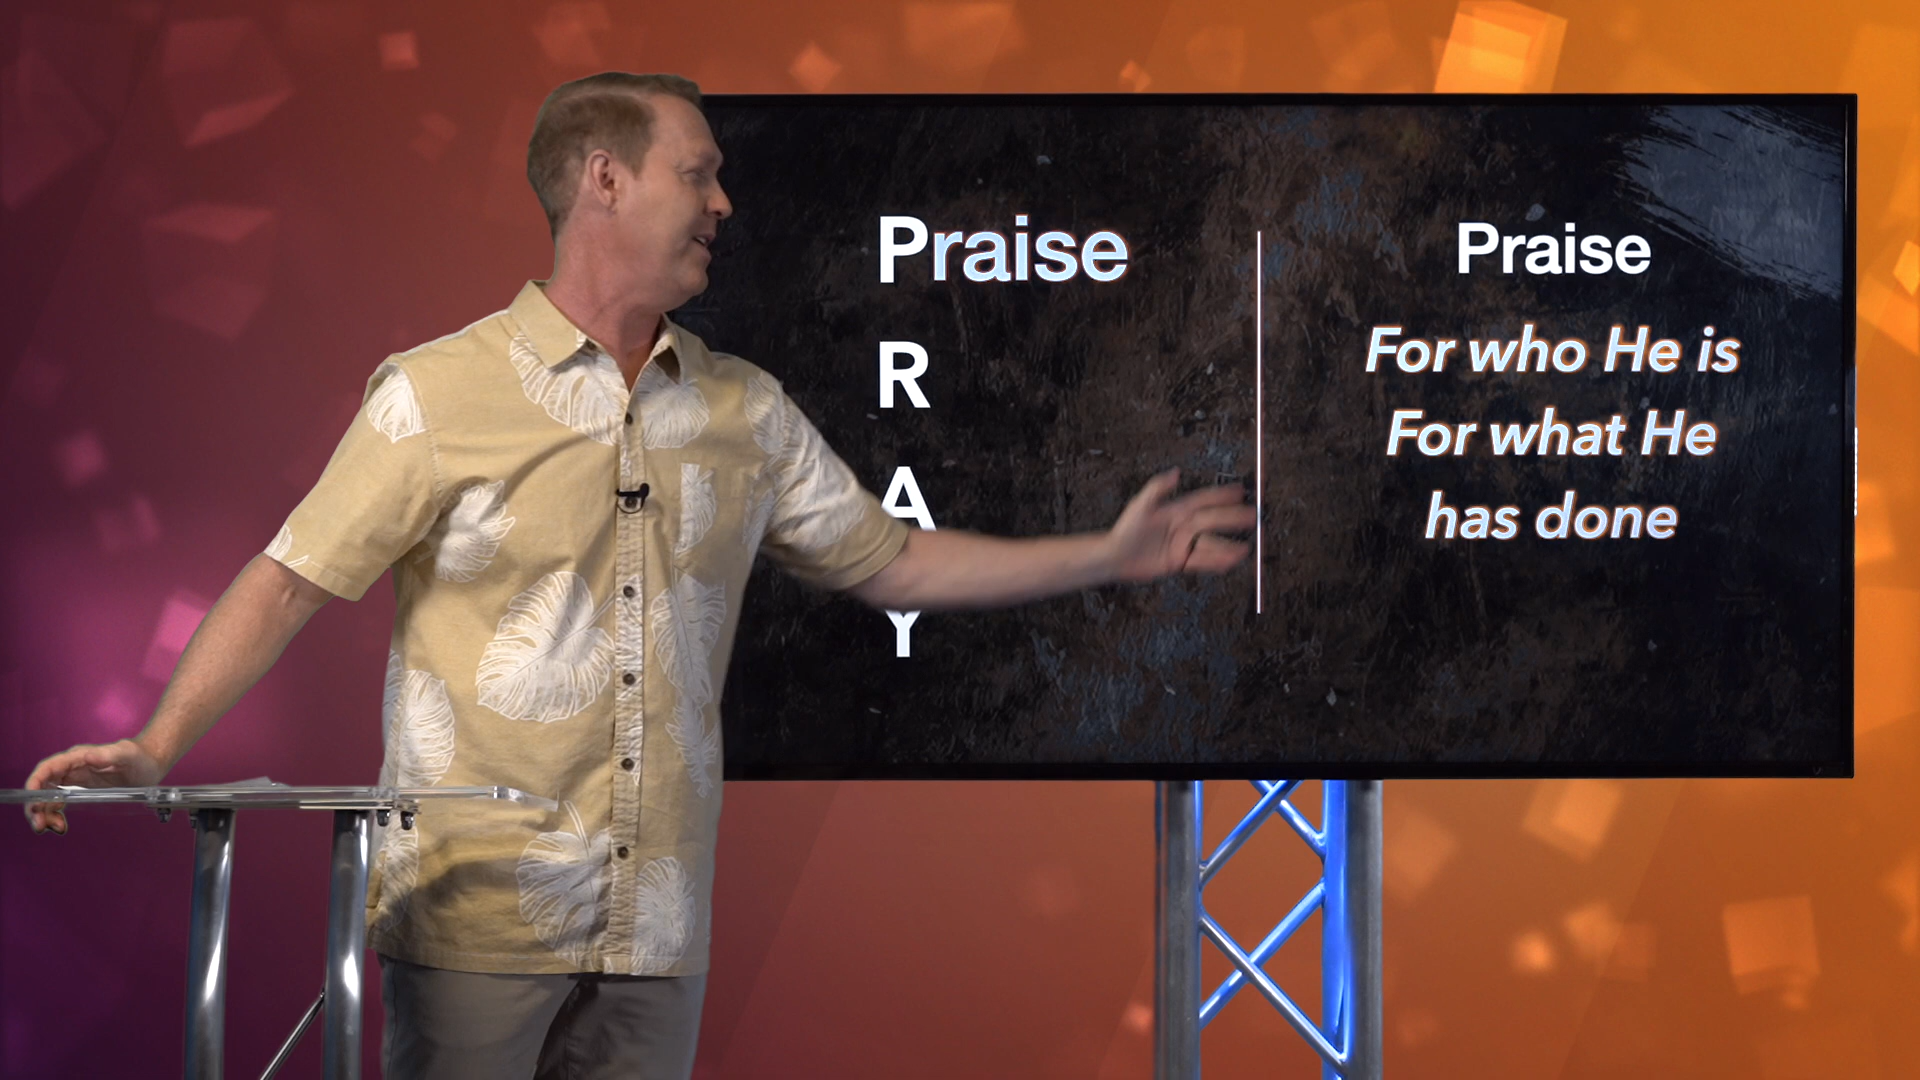 Praise
R
A
Y
Praise
For who He is
For what He
has done